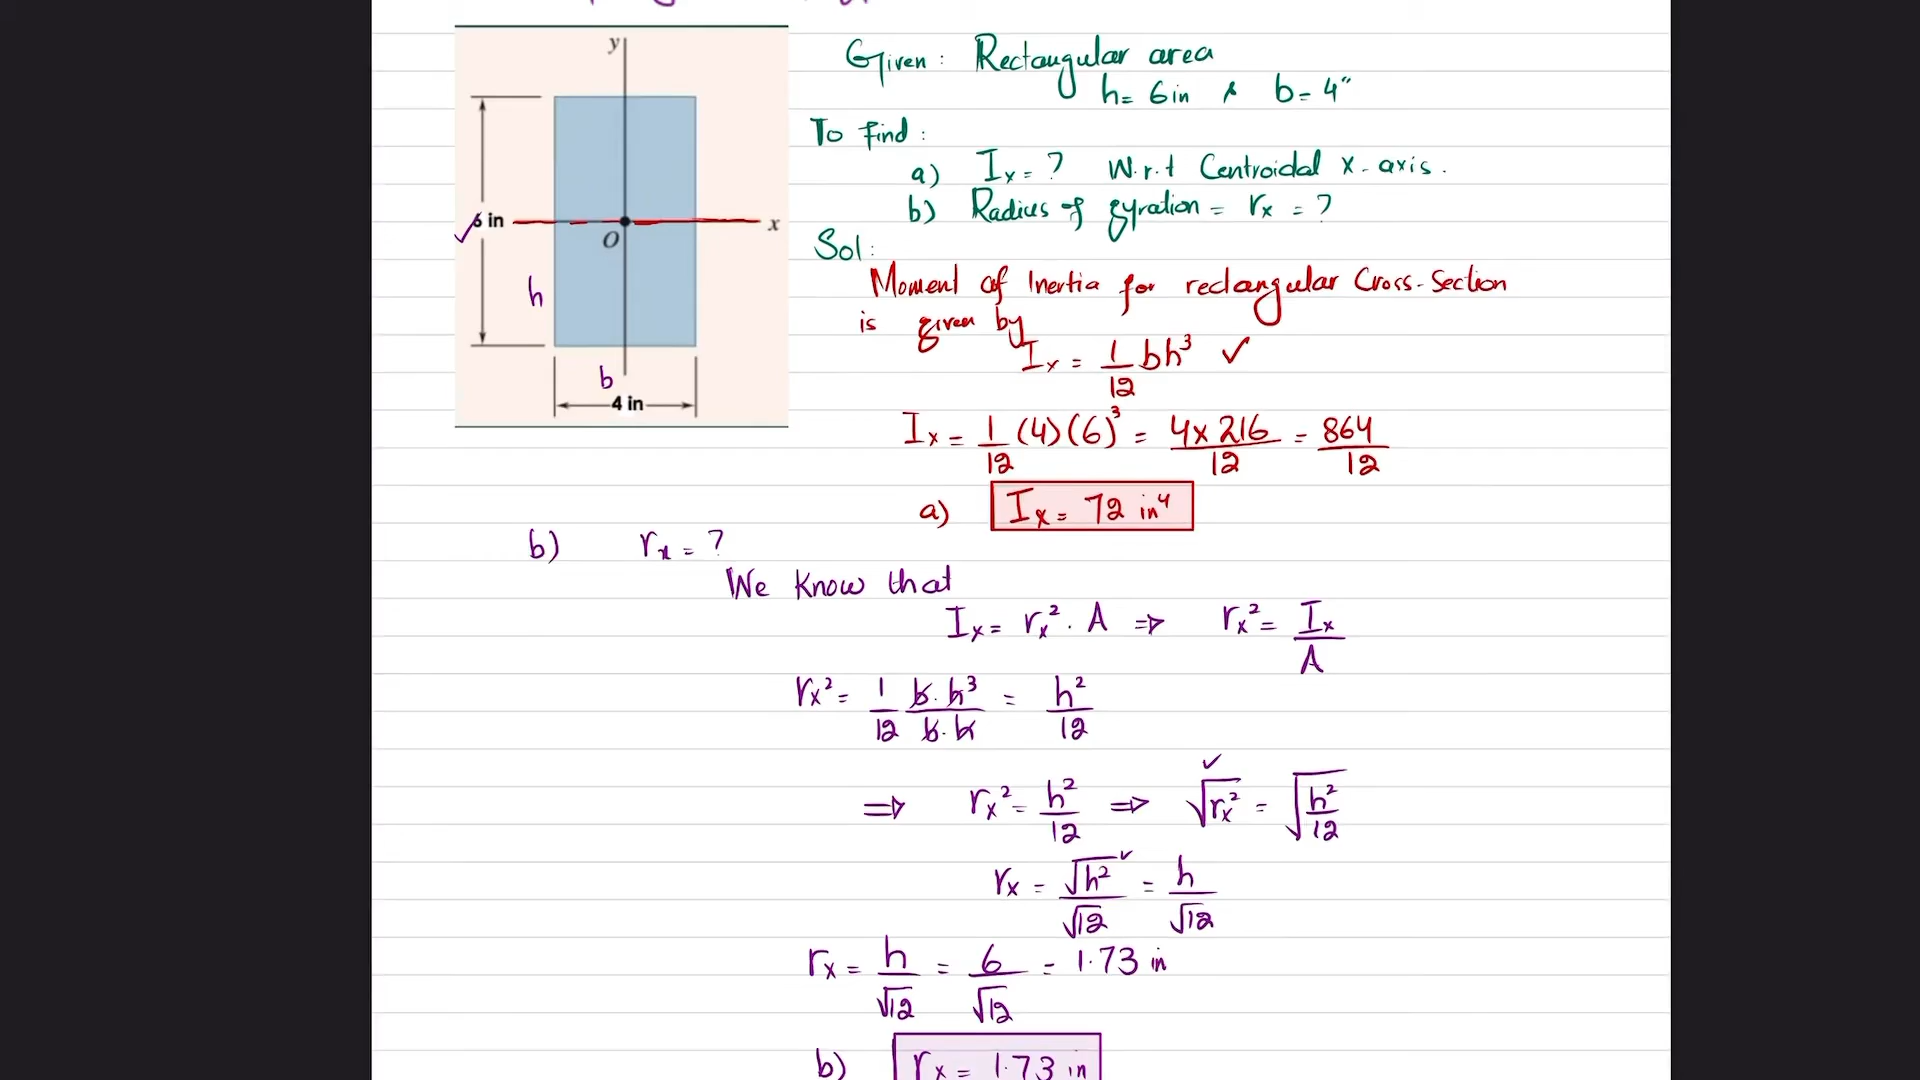 y
6 in
x
O
h
b
4 in
Given: Rectangular area
h= 6in & b= 4"
To find:
a) Ix= ? W.r.t Centroidal x-axis.
b) Radius of gyration = rx = ?
Sol:
Moment of Inertia for rectangular Cross-Section
is given by
Ix = 1/12 bh³ ✓
Ix = 1/12 (4)(6)³ = 4x216/12 = 864/12
a) Ix= 72 in⁴
b) rx = ?
We know that
Ix= rx². A ⇒ rx²= Ix/A
rx²= 1/12 b.h³/b.h = h²/12
⇒ rx²= h²/12 ⇒ √rx² = √h²/12
rx = √h²/√12 = h/√12
rx = h/√12 = 6/√12 = 1.73 in
b) rx = 1.73 in